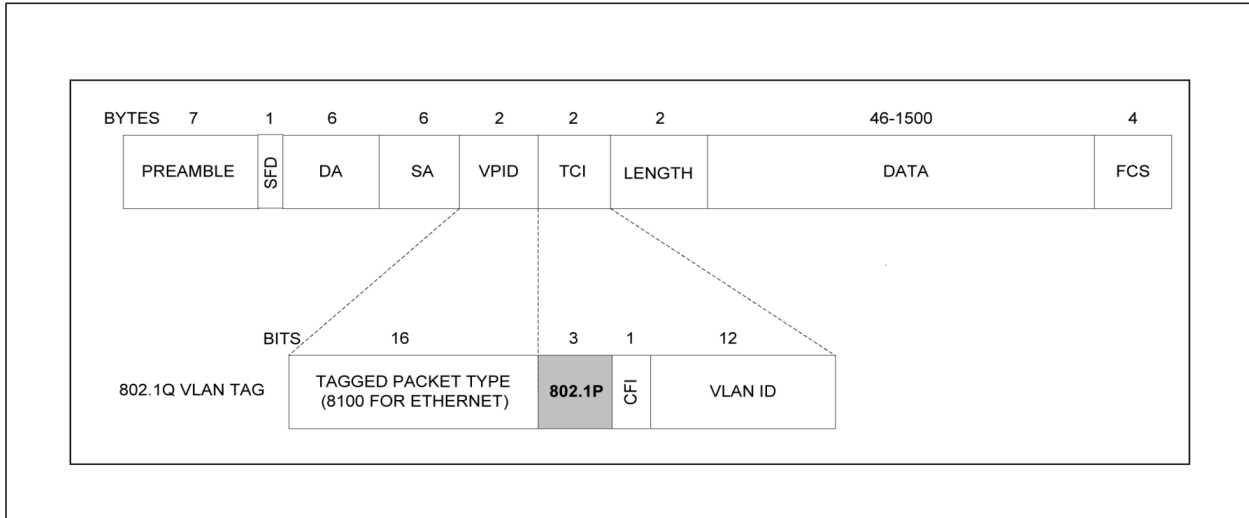 BYTES 7 1 6 6 2 2 2 46-1500 4
PREAMBLE SFD DA SA VPID TCI LENGTH DATA FCS
BITS 16 3 1 12
802.1Q VLAN TAG TAGGED PACKET TYPE 802.1P CFI VLAN ID
(8100 FOR ETHERNET)